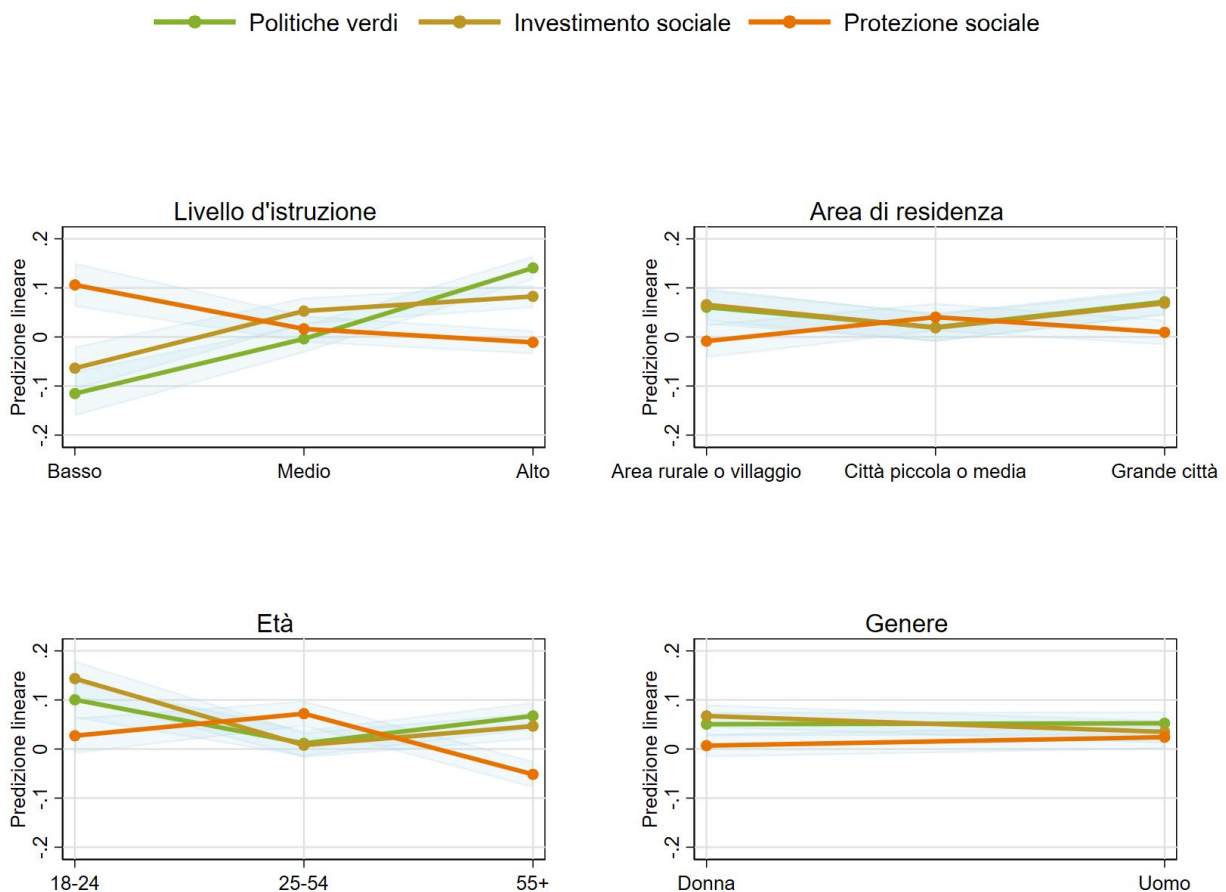 Politiche verdi Investimento sociale Protezione sociale
Livello d'istruzione
Predizione lineare
.2
.1
0
-.1
-.2
Basso Medio Alto
Area di residenza
Predizione lineare
.2
.1
0
-.1
-.2
Area rurale o villaggio Città piccola o media Grande città
Età
Predizione lineare
.2
.1
0
-.1
-.2
18-24 25-54 55+
Genere
Predizione lineare
.2
.1
0
-.1
-.2
Donna Uomo